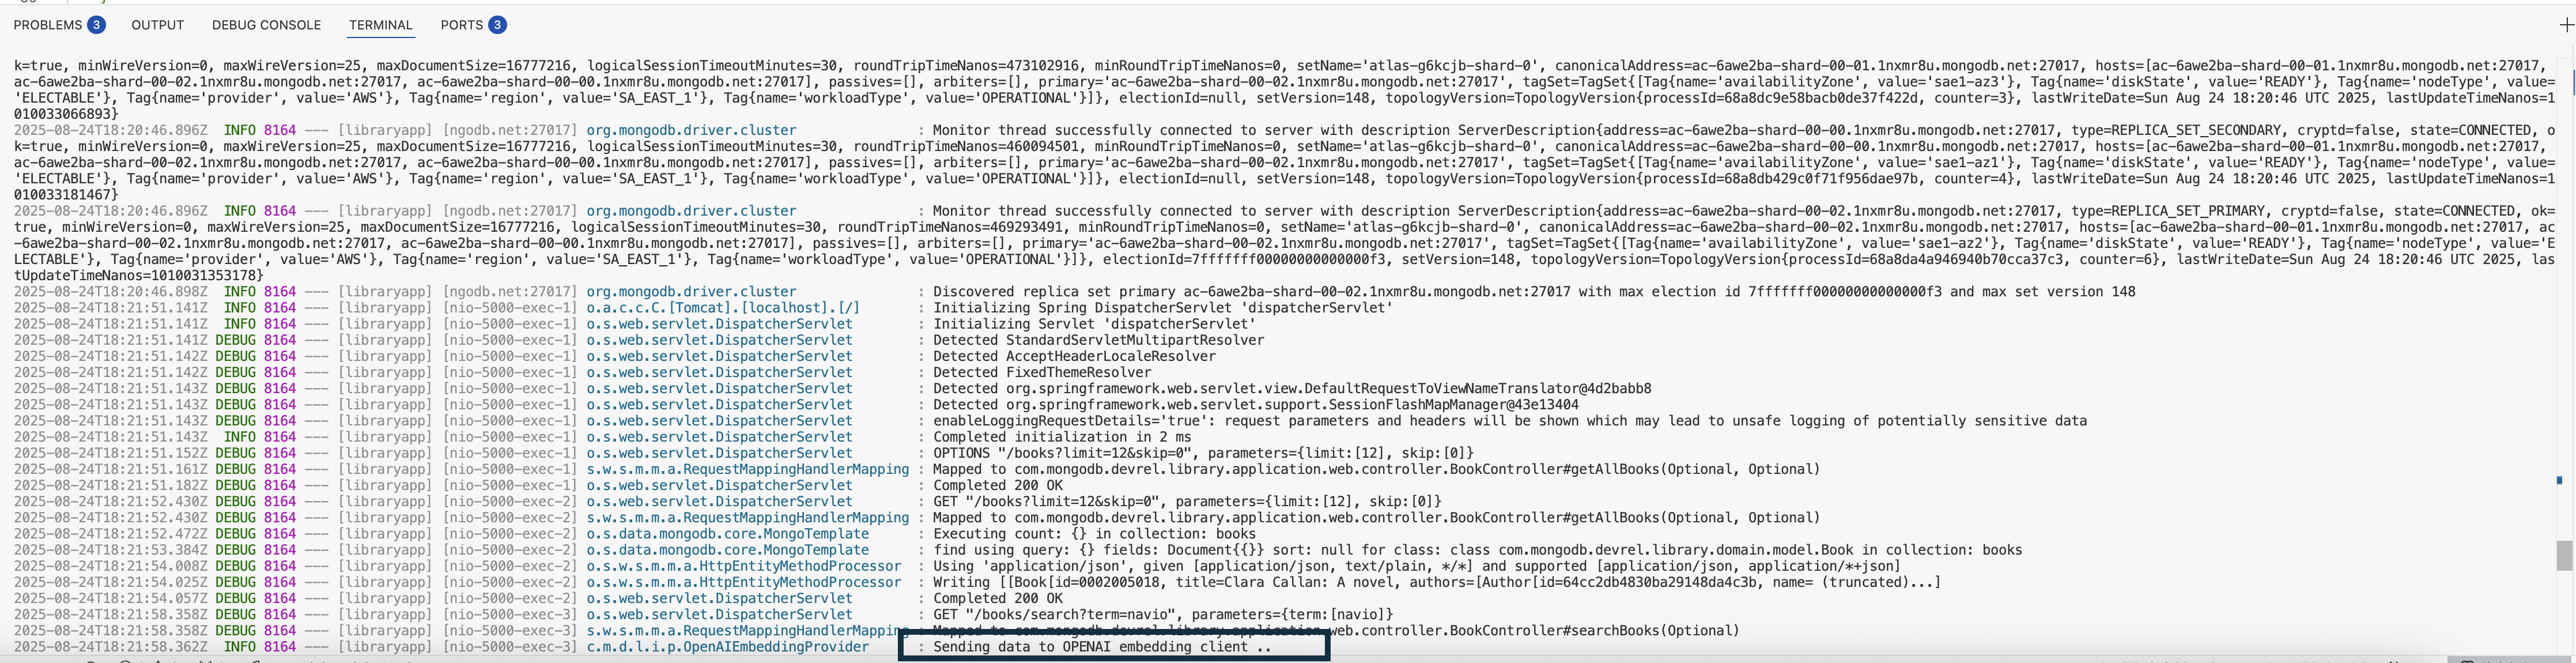 PROBLEMS 3 OUTPUT DEBUG CONSOLE TERMINAL PORTS 3
k=true, minWireVersion=0, maxWireVersion=25, maxDocumentSize=16777216, logicalSessionTimeoutMinutes=30, roundTripTimeNanos=473102916, minRoundTripTimeNanos=0, setName='atlas-g6kcjb-shard-0', canonicalAddress=ac-6awe2ba-shard-00-01.1nxmr8u.mongodb.net:27017, hosts=[ac-6awe2ba-shard-00-01.1nxmr8u.mongodb.net:27017,
ac-6awe2ba-shard-00-02.1nxmr8u.mongodb.net:27017, ac-6awe2ba-shard-00-00.1nxmr8u.mongodb.net:27017], passives=[], arbiters=[], primary='ac-6awe2ba-shard-00-02.1nxmr8u.mongodb.net:27017', tagSet=TagSet{[Tag{name='availabilityZone', value='sae1-az3'}, Tag{name='diskState', value='READY'}, Tag{name='nodeType', value=
'ELECTABLE'}, Tag{name='provider', value='AWS'}, Tag{name='region', value='SA_EAST_1'}, Tag{name='workloadType', value='OPERATIONAL'}]}, electionId=null, setVersion=148, topologyVersion=TopologyVersion{processId=68a8dc9e58bacb0de37f422d, counter=3}, lastWriteDate=Sun Aug 24 18:20:46 UTC 2025, lastUpdateTimeNanos=1
010033066893}
2025-08-24T18:20:46.896Z INFO 8164 --- [libraryapp] [ngodb.net:27017] org.mongodb.driver.cluster : Monitor thread successfully connected to server with description ServerDescription{address=ac-6awe2ba-shard-00-00.1nxmr8u.mongodb.net:27017, type=REPLICA_SET_SECONDARY, cryptd=false, state=CONNECTED, o
k=true, minWireVersion=0, maxWireVersion=25, maxDocumentSize=16777216, logicalSessionTimeoutMinutes=30, roundTripTimeNanos=460094501, minRoundTripTimeNanos=0, setName='atlas-g6kcjb-shard-0', canonicalAddress=ac-6awe2ba-shard-00-00.1nxmr8u.mongodb.net:27017, hosts=[ac-6awe2ba-shard-00-01.1nxmr8u.mongodb.net:27017,
ac-6awe2ba-shard-00-02.1nxmr8u.mongodb.net:27017, ac-6awe2ba-shard-00-00.1nxmr8u.mongodb.net:27017], passives=[], arbiters=[], primary='ac-6awe2ba-shard-00-02.1nxmr8u.mongodb.net:27017', tagSet=TagSet{[Tag{name='availabilityZone', value='sae1-az1'}, Tag{name='diskState', value='READY'}, Tag{name='nodeType', value=
'ELECTABLE'}, Tag{name='provider', value='AWS'}, Tag{name='region', value='SA_EAST_1'}, Tag{name='workloadType', value='OPERATIONAL'}]}, electionId=null, setVersion=148, topologyVersion=TopologyVersion{processId=68a8db429c0f71f956dae97b, counter=4}, lastWriteDate=Sun Aug 24 18:20:46 UTC 2025, lastUpdateTimeNanos=1
010033181467}
2025-08-24T18:20:46.896Z INFO 8164 --- [libraryapp] [ngodb.net:27017] org.mongodb.driver.cluster : Monitor thread successfully connected to server with description ServerDescription{address=ac-6awe2ba-shard-00-02.1nxmr8u.mongodb.net:27017, type=REPLICA_SET_PRIMARY, cryptd=false, state=CONNECTED, ok=
true, minWireVersion=0, maxWireVersion=25, maxDocumentSize=16777216, logicalSessionTimeoutMinutes=30, roundTripTimeNanos=469293491, minRoundTripTimeNanos=0, setName='atlas-g6kcjb-shard-0', canonicalAddress=ac-6awe2ba-shard-00-02.1nxmr8u.mongodb.net:27017, hosts=[ac-6awe2ba-shard-00-01.1nxmr8u.mongodb.net:27017, ac
-6awe2ba-shard-00-02.1nxmr8u.mongodb.net:27017, ac-6awe2ba-shard-00-00.1nxmr8u.mongodb.net:27017], passives=[], arbiters=[], primary='ac-6awe2ba-shard-00-02.1nxmr8u.mongodb.net:27017', tagSet=TagSet{[Tag{name='availabilityZone', value='sae1-az2'}, Tag{name='diskState', value='READY'}, Tag{name='nodeType', value='E
LECTABLE'}, Tag{name='provider', value='AWS'}, Tag{name='region', value='SA_EAST_1'}, Tag{name='workloadType', value='OPERATIONAL'}]}, electionId=7fffffff00000000000000f3, setVersion=148, topologyVersion=TopologyVersion{processId=68a8da4a946940b70cca37c3, counter=6}, lastWriteDate=Sun Aug 24 18:20:46 UTC 2025, las
tUpdateTimeNanos=1010031353178}
2025-08-24T18:20:46.898Z INFO 8164 --- [libraryapp] [ngodb.net:27017] org.mongodb.driver.cluster : Discovered replica set primary ac-6awe2ba-shard-00-02.1nxmr8u.mongodb.net:27017 with max election id 7fffffff00000000000000f3 and max set version 148
2025-08-24T18:21:51.141Z INFO 8164 --- [libraryapp] [nio-5000-exec-1] o.a.c.c.C.[Tomcat].[localhost].[/] : Initializing Spring DispatcherServlet 'dispatcherServlet'
2025-08-24T18:21:51.141Z INFO 8164 --- [libraryapp] [nio-5000-exec-1] o.s.web.servlet.DispatcherServlet : Initializing Servlet 'dispatcherServlet'
2025-08-24T18:21:51.141Z DEBUG 8164 --- [libraryapp] [nio-5000-exec-1] o.s.web.servlet.DispatcherServlet : Detected StandardServletMultipartResolver
2025-08-24T18:21:51.142Z DEBUG 8164 --- [libraryapp] [nio-5000-exec-1] o.s.web.servlet.DispatcherServlet : Detected AcceptHeaderLocaleResolver
2025-08-24T18:21:51.142Z DEBUG 8164 --- [libraryapp] [nio-5000-exec-1] o.s.web.servlet.DispatcherServlet : Detected FixedThemeResolver
2025-08-24T18:21:51.143Z DEBUG 8164 --- [libraryapp] [nio-5000-exec-1] o.s.web.servlet.DispatcherServlet : Detected org.springframework.web.servlet.view.DefaultRequestToViewNameTranslator@4d2babb8
2025-08-24T18:21:51.143Z DEBUG 8164 --- [libraryapp] [nio-5000-exec-1] o.s.web.servlet.DispatcherServlet : Detected org.springframework.web.servlet.support.SessionFlashMapManager@43e13404
2025-08-24T18:21:51.143Z DEBUG 8164 --- [libraryapp] [nio-5000-exec-1] o.s.web.servlet.DispatcherServlet : enableLoggingRequestDetails='true': request parameters and headers will be shown which may lead to unsafe logging of potentially sensitive data
2025-08-24T18:21:51.143Z INFO 8164 --- [libraryapp] [nio-5000-exec-1] o.s.web.servlet.DispatcherServlet : Completed initialization in 2 ms
2025-08-24T18:21:51.152Z DEBUG 8164 --- [libraryapp] [nio-5000-exec-1] o.s.web.servlet.DispatcherServlet : OPTIONS "/books?limit=12&skip=0", parameters={limit:[12], skip:[0]}
2025-08-24T18:21:51.161Z DEBUG 8164 --- [libraryapp] [nio-5000-exec-1] s.w.s.m.m.a.RequestMappingHandlerMapping : Mapped to com.mongodb.devrel.library.application.web.controller.BookController#getAllBooks(Optional, Optional)
2025-08-24T18:21:51.182Z DEBUG 8164 --- [libraryapp] [nio-5000-exec-1] o.s.web.servlet.DispatcherServlet : Completed 200 OK
2025-08-24T18:21:52.430Z DEBUG 8164 --- [libraryapp] [nio-5000-exec-2] o.s.web.servlet.DispatcherServlet : GET "/books?limit=12&skip=0", parameters={limit:[12], skip:[0]}
2025-08-24T18:21:52.430Z DEBUG 8164 --- [libraryapp] [nio-5000-exec-2] s.w.s.m.m.a.RequestMappingHandlerMapping : Mapped to com.mongodb.devrel.library.application.web.controller.BookController#getAllBooks(Optional, Optional)
2025-08-24T18:21:52.472Z DEBUG 8164 --- [libraryapp] [nio-5000-exec-2] o.s.data.mongodb.core.MongoTemplate : Executing count: {} in collection: books
2025-08-24T18:21:53.384Z DEBUG 8164 --- [libraryapp] [nio-5000-exec-2] o.s.data.mongodb.core.MongoTemplate : find using query: {} fields: Document{{}} sort: null for class: class com.mongodb.devrel.library.domain.model.Book in collection: books
2025-08-24T18:21:54.008Z DEBUG 8164 --- [libraryapp] [nio-5000-exec-2] o.s.w.s.m.m.a.HttpEntityMethodProcessor : Using 'application/json', given [application/json, text/plain, */*] and supported [application/json, application/*+json]
2025-08-24T18:21:54.025Z DEBUG 8164 --- [libraryapp] [nio-5000-exec-2] o.s.w.s.m.m.a.HttpEntityMethodProcessor : Writing [[Book[id=0002005018, title=Clara Callan: A novel, authors=[Author[id=64cc2db4830ba29148da4c3b, name= (truncated)...]
2025-08-24T18:21:54.057Z DEBUG 8164 --- [libraryapp] [nio-5000-exec-2] o.s.web.servlet.DispatcherServlet : Completed 200 OK
2025-08-24T18:21:58.358Z DEBUG 8164 --- [libraryapp] [nio-5000-exec-3] o.s.web.servlet.DispatcherServlet : GET "/books/search?term=navio", parameters={term:[navio]}
2025-08-24T18:21:58.358Z DEBUG 8164 --- [libraryapp] [nio-5000-exec-3] s.w.s.m.m.a.RequestMappingHandlerMapping : Mapped to com.mongodb.devrel.library.application.web.controller.BookController#searchBooks(Optional)
2025-08-24T18:21:58.362Z INFO 8164 --- [libraryapp] [nio-5000-exec-3] c.m.d.l.i.p.OpenAIEmbeddingProvider : Sending data to OPENAI embedding client ..